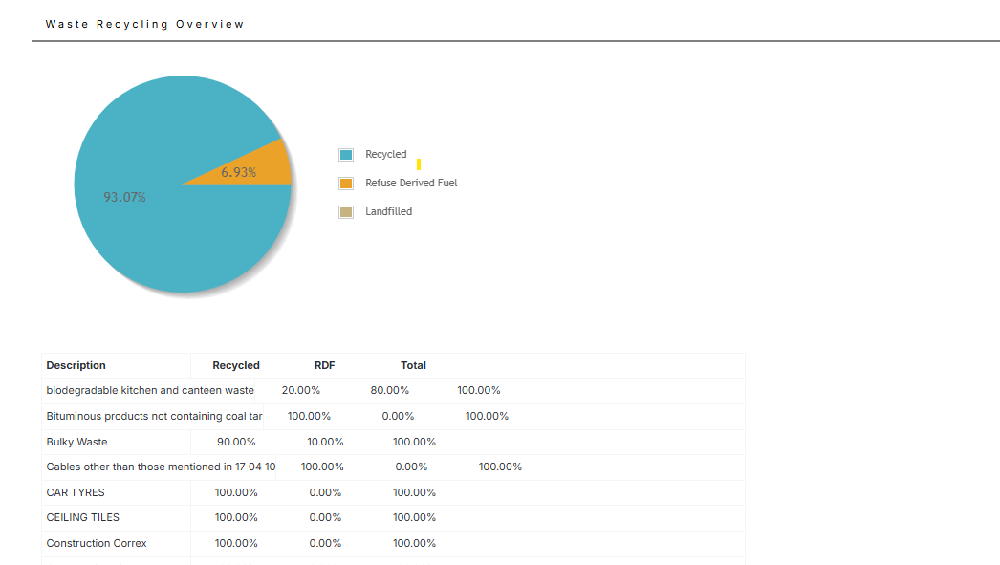 Waste Recycling Overview
6.93%
93.07%
Recycled
Refuse Derived Fuel
Landfilled
Description Recycled RDF Total
biodegradable kitchen and canteen waste 20.00% 80.00% 100.00%
Bituminous products not containing coal tar 100.00% 0.00% 100.00%
Bulky Waste 90.00% 10.00% 100.00%
Cables other than those mentioned in 17 04 10 100.00% 0.00% 100.00%
CAR TYRES 100.00% 0.00% 100.00%
CEILING TILES 100.00% 0.00% 100.00%
Construction Correx 100.00% 0.00% 100.00%